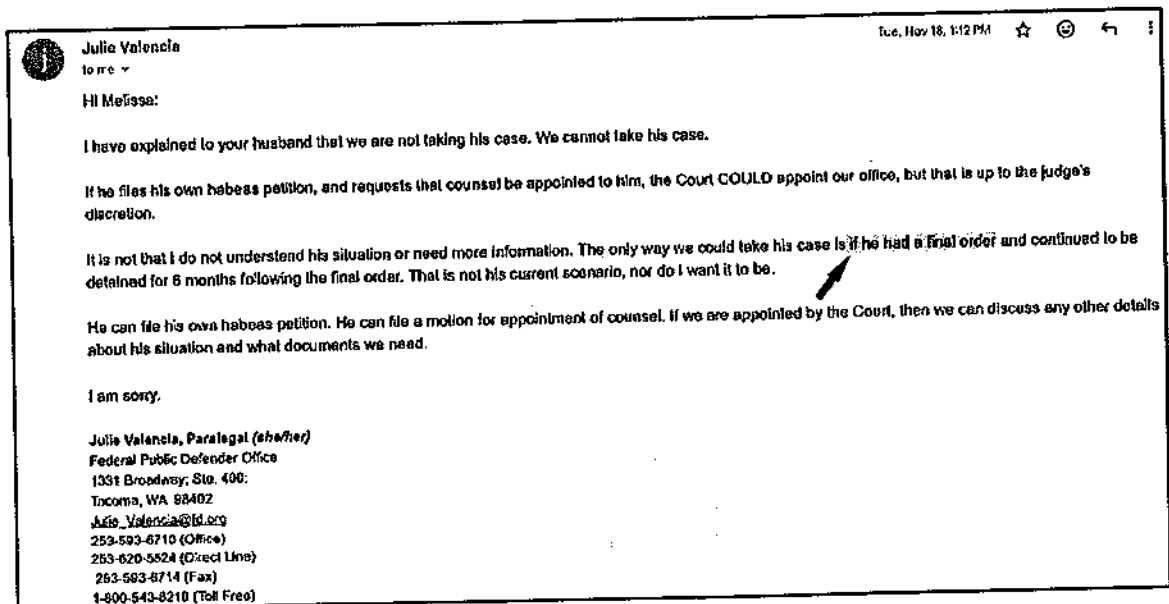 Julie Valencia
Tue, Nov 18, 1:12 PM
to me
Hi Melissa:
I have explained to your husband that we are not taking his case. We cannot take his case.
If he files his own habeas petition, and requests that counsel be appointed to him, the Court COULD appoint our office, but that is up to the judge's
discretion.
It is not that I do not understand his situation or need more information. The only way we could take his case is if he had a final order and continued to be
detained for 6 months following the final order. That is not his current scenario, nor do I want it to be.
He can file his own habeas petition. He can file a motion for appointment of counsel. If we are appointed by the Court, then we can discuss any other details
about his situation and what documents we need.
I am sorry.
Julie Valencia, Paralegal (she/her)
Federal Public Defender Office
1331 Broadway; Ste. 400:
Tacoma, WA 98402
Julie_Valencia@fd.org
253-593-6710 (Office)
253-620-5524 (Direct Line)
253-593-6714 (Fax)
1-800-543-8210 (Toll Free)